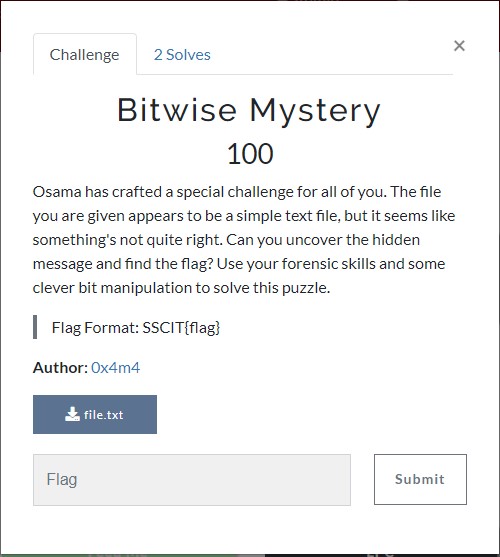 Challenge
2 Solves
×
Bitwise Mystery
100
Osama has crafted a special challenge for all of you. The file
you are given appears to be a simple text file, but it seems like
something's not quite right. Can you uncover the hidden
message and find the flag? Use your forensic skills and some
clever bit manipulation to solve this puzzle.
Flag Format: SSCIT{flag}
Author: 0x4m4
file.txt
Flag
Submit